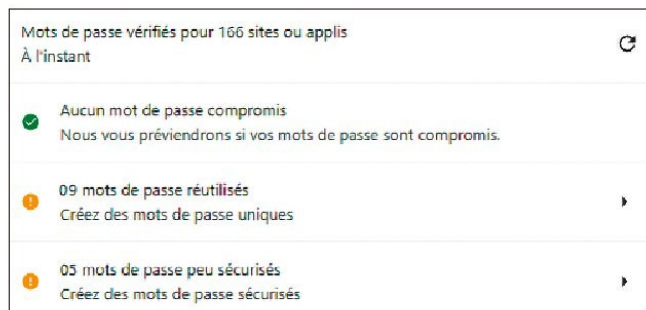 Mots de passe vérifiés pour 166 sites ou applis
À l'instant
Aucun mot de passe compromis
Nous vous préviendrons si vos mots de passe sont compromis.
09 mots de passe réutilisés
Créez des mots de passe uniques
05 mots de passe peu sécurisés
Créez des mots de passe sécurisés